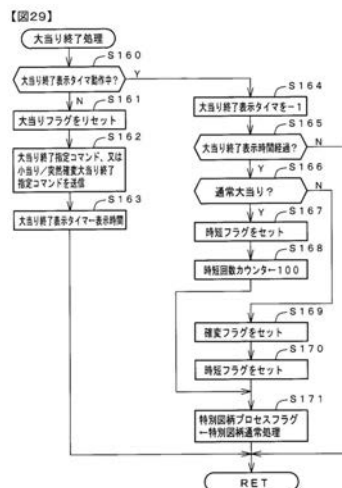 【図29】
大当り終了処理
S160
大当り終了表示タイマ動作中?
Y
N
S161
大当りフラグをリセット
S162
大当り終了指定コマンド、又は
小当り/突然確変大当り終了
指定コマンドを送信
S163
大当り終了表示タイマー←表示時間
S164
大当り終了表示タイマを-1
S165
大当り終了表示時間経過?
N
Y
S166
通常大当り?
N
Y
S167
時短フラグをセット
S168
時短回数カウンター←100
S169
確変フラグをセット
S170
時短フラグをセット
S171
特別図柄プロセスフラグ
←特別図柄通常処理
RET